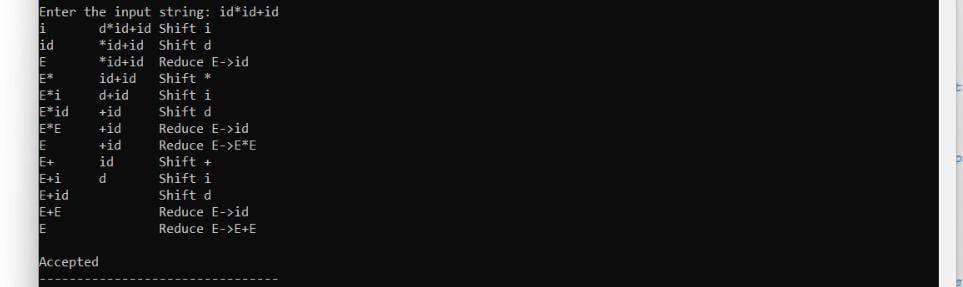 Enter the input string: id*id+id
i       d*id+id Shift i
id      *id+id  Shift d
E       *id+id  Reduce E->id
E*      id+id   Shift *
E*i     d+id    Shift i
E*id    +id     Shift d
E*E     +id     Reduce E->id
E       +id     Reduce E->E*E
E+      id      Shift +
E+i     d       Shift i
E+id            Shift d
E+E             Reduce E->id
E               Reduce E->E+E
Accepted
--------------------------------